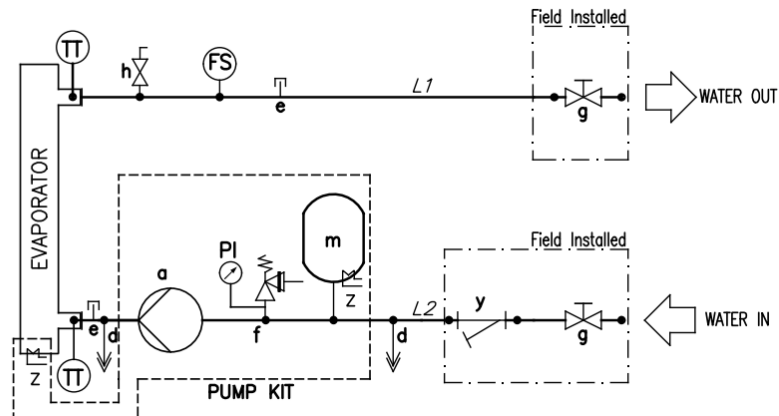 Field Installed
TT
h
FS
e
L1
g
WATER OUT
EVAPORATOR
Field Installed
m
PI
a
z
y
L2
e
d
f
d
g
WATER IN
z
TT
PUMP KIT